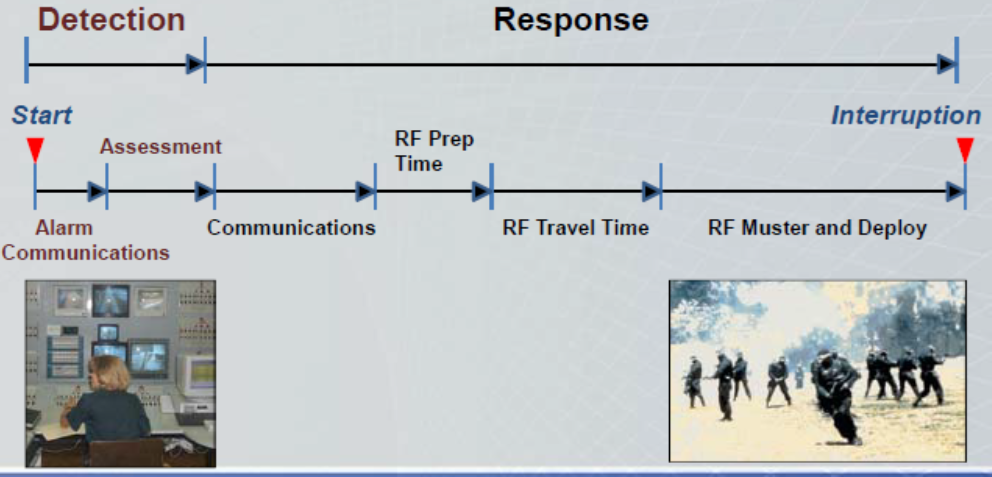 Detection
Response
Start
Interruption
Assessment
RF Prep
Time
Alarm
Communications
Communications
RF Travel Time
RF Muster and Deploy